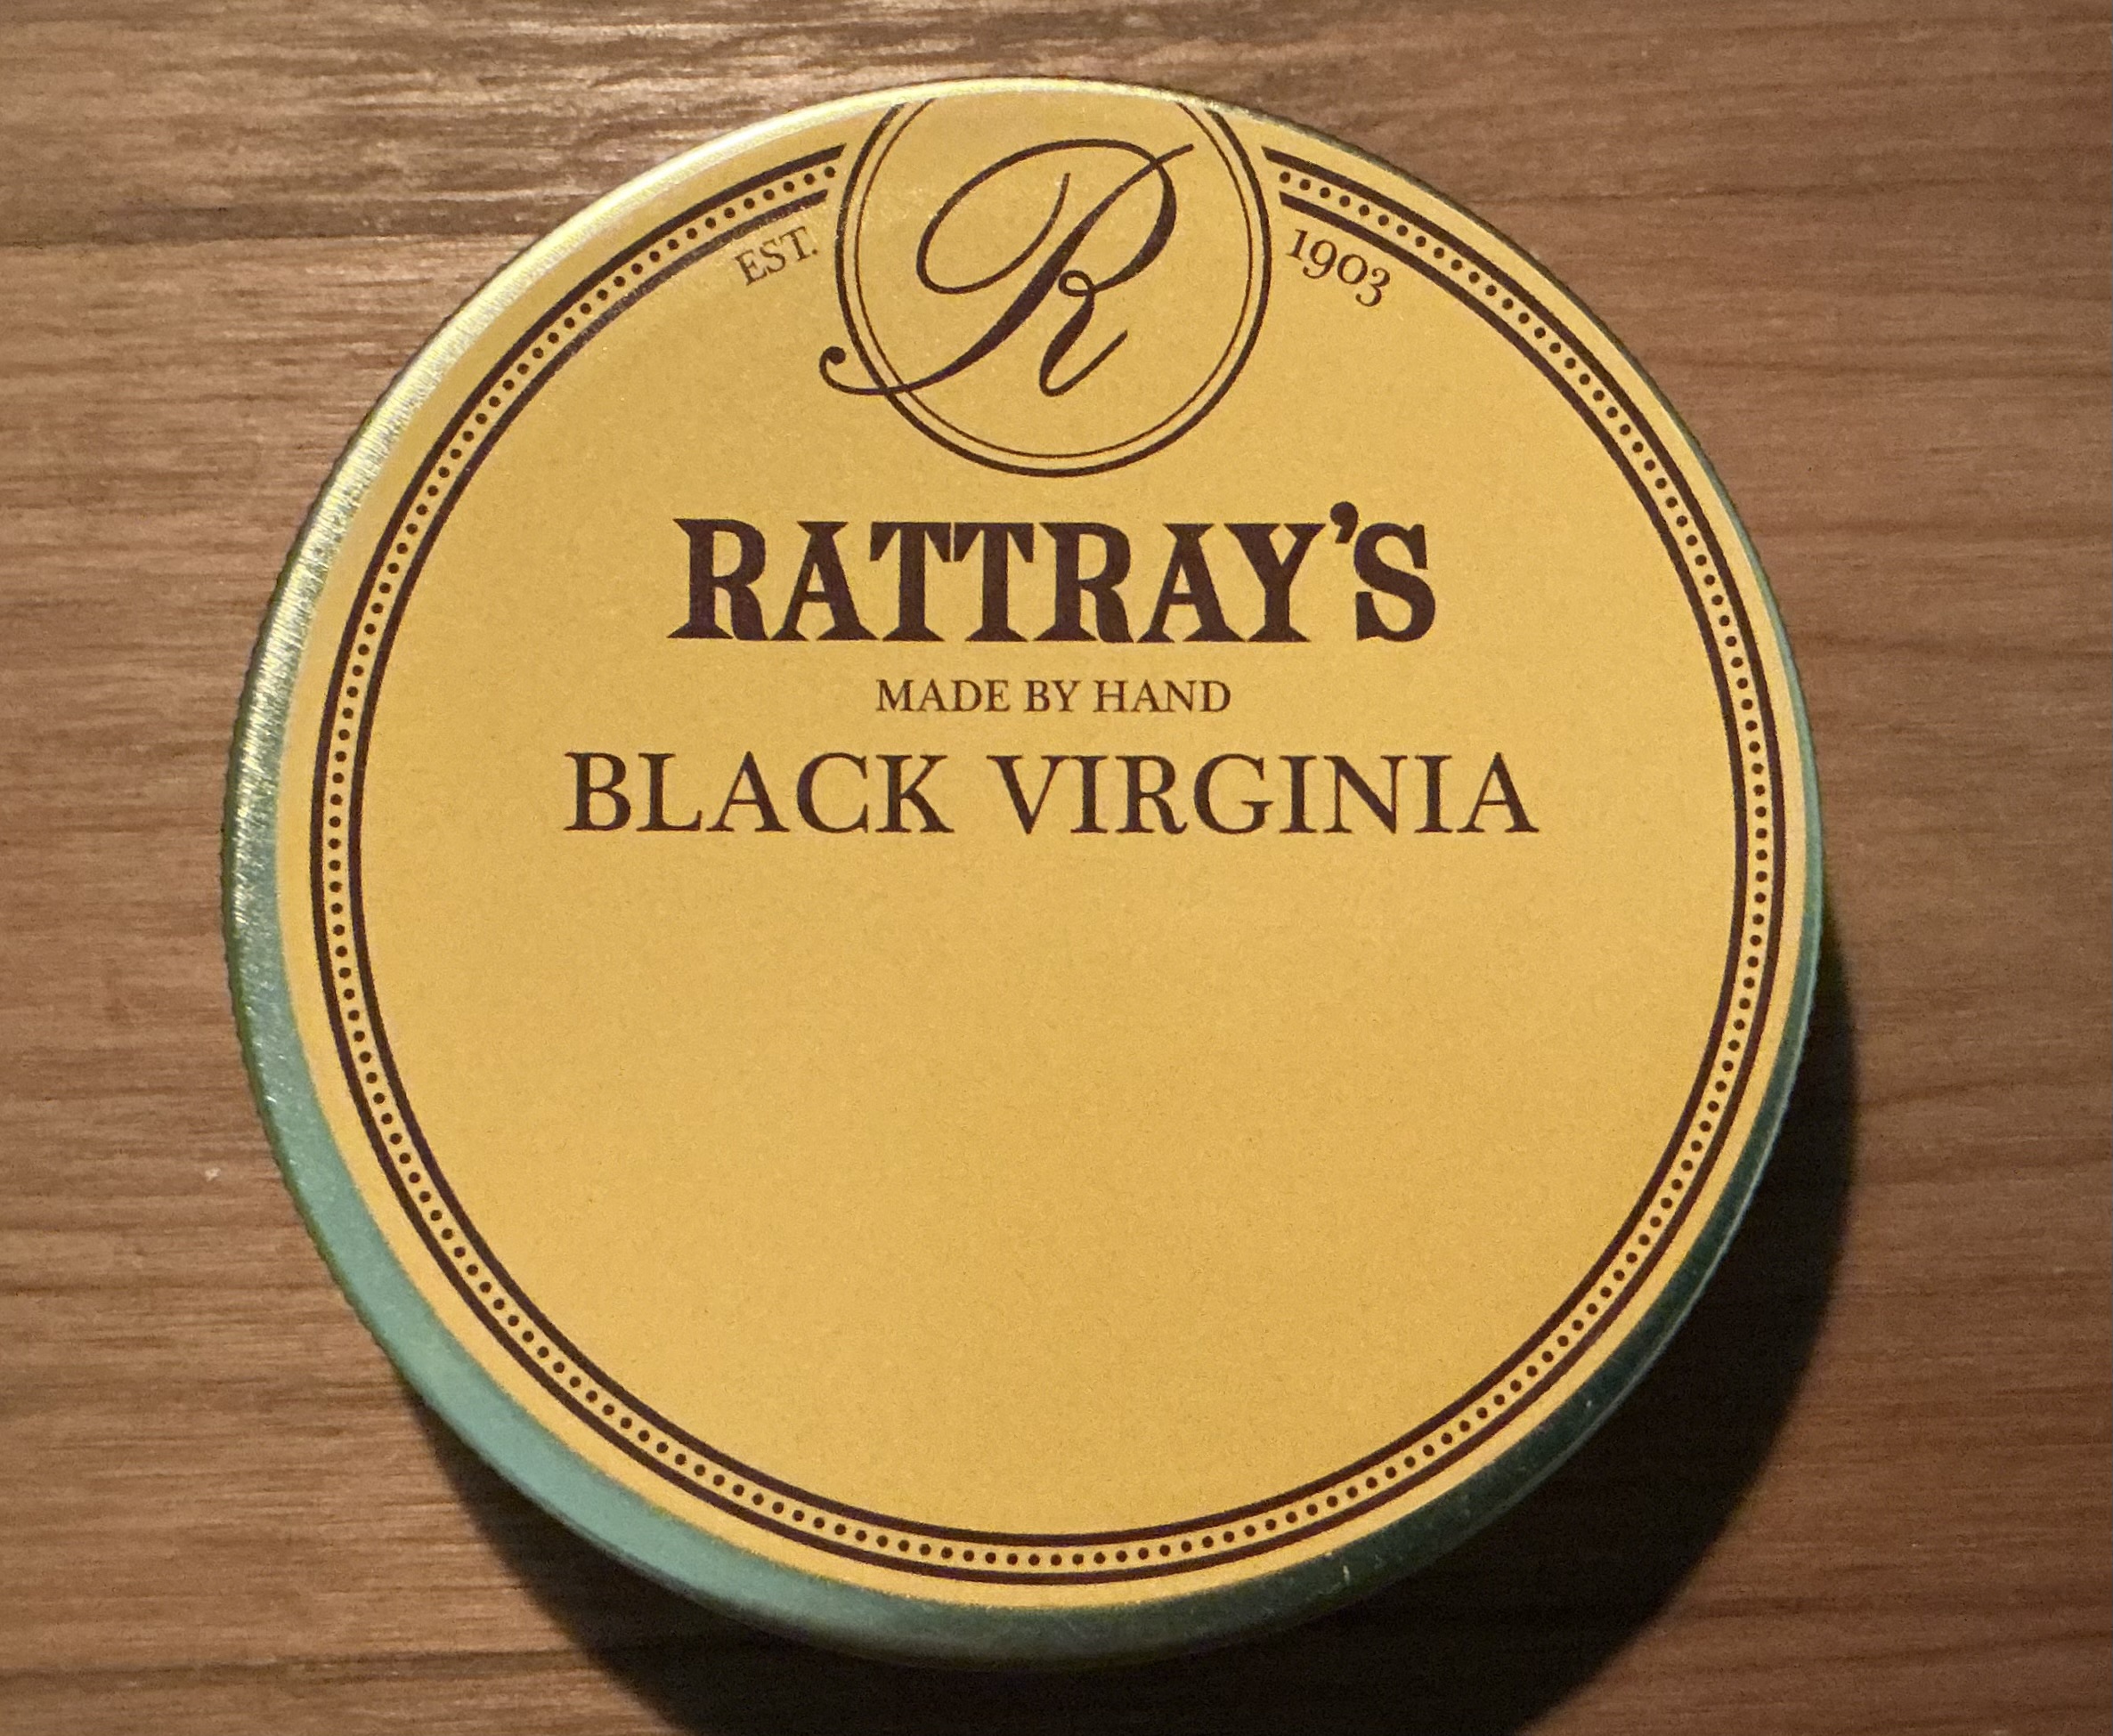 R
EST. 1903
RATTRAY'S
MADE BY HAND
BLACK VIRGINIA